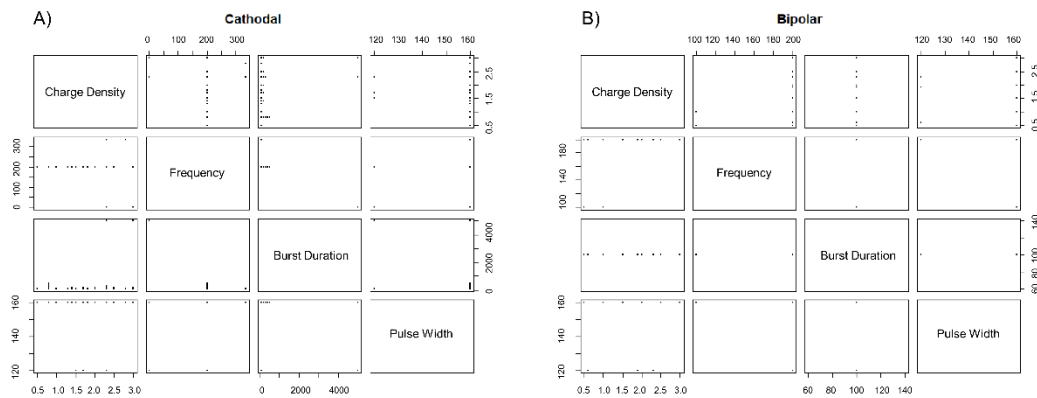 A)
Cathodal
B)
Bipolar
0 100 200 300
120 130 140 150 160
100 120 140 160 180 200
120 130 140 150 160
Charge Density
0.5 1.5 2.5
Charge Density
0.5 1.5 2.5
0 100 200 300
Frequency
100 140 180
Frequency
Burst Duration
0 2000 4000
Burst Duration
60 80 100 140
120 140 160
Pulse Width
120 140 160
Pulse Width
0.5 1.0 1.5 2.0 2.5 3.0
0 2000 4000
0.5 1.0 1.5 2.0 2.5 3.0
60 80 100 120 140